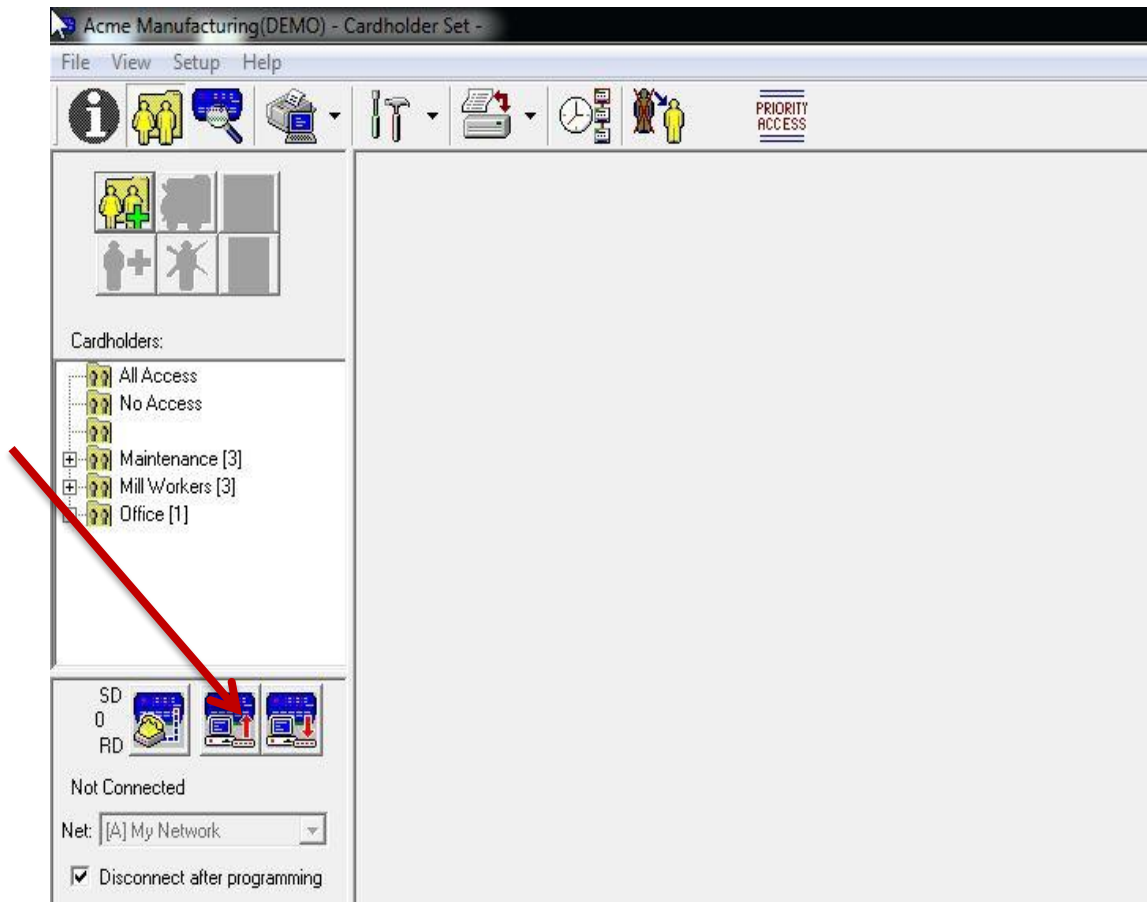 Acme Manufacturing(DEMO) - Cardholder Set -
File View Setup Help
PRIORITY
ACCESS
Cardholders:
All Access
No Access
Maintenance [3]
Mill Workers [3]
Office [1]
SD
0
RD
Not Connected
Net: [A] My Network
Disconnect after programming